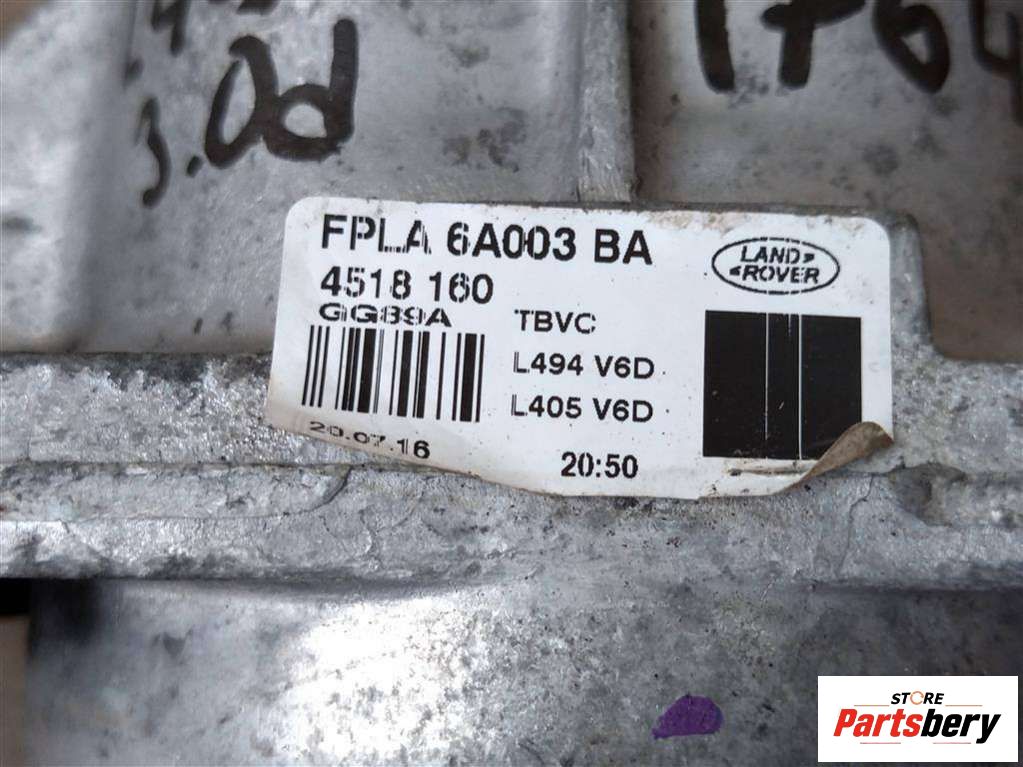 3.0d
FPLA 6A003 BA
LAND
ROVER
4518 160
GG89A
TBVC
L494 V6D
L405 V6D
20.07.16
20:50
STORE
Partsbery